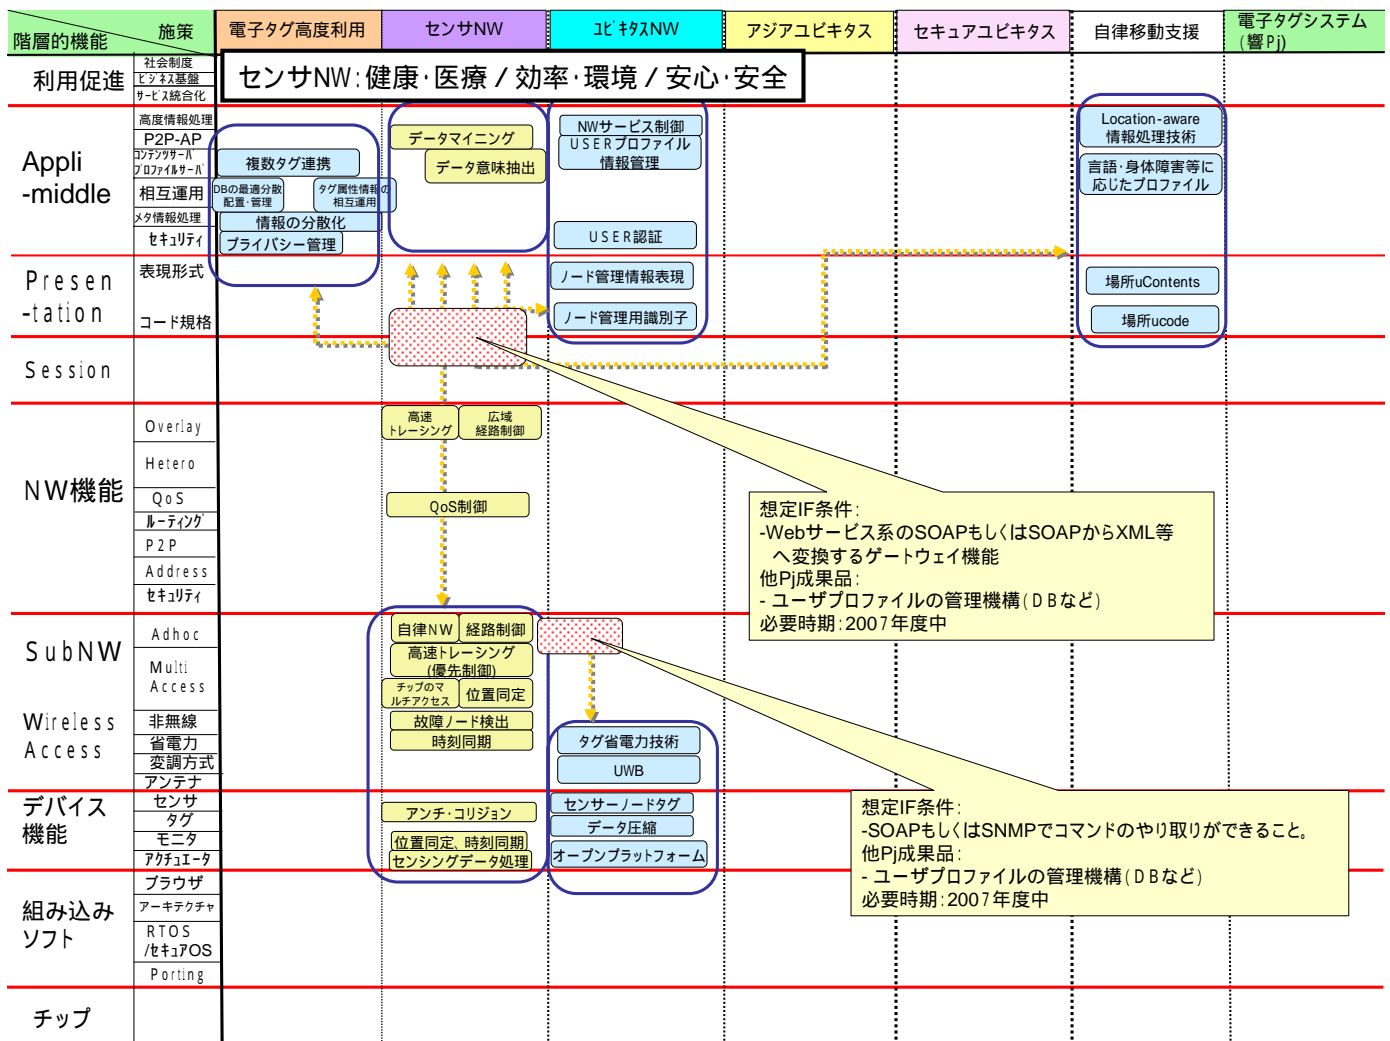 階層的機能
施策
電子タグ高度利用
センサNW
ﾕﾋﾞｷﾀｽNW
アジアユビキタス
セキュアユビキタス
自律移動支援
電子タグシステム
(響Pj)
センサNW:健康・医療 / 効率・環境 / 安心・安全
利用促進
社会制度
ﾋﾞｼﾞﾈｽ基盤
ｻｰﾋﾞｽ統合化
Appli
-middle
高度情報処理
P2P-AP
ｺﾝﾃﾝﾂｻｰﾊﾞ
ﾌﾟﾛﾌｧｲﾙｻｰﾊﾞ
相互運用
ﾒﾀ情報処理
ｾｷｭﾘﾃｨ
複数タグ連携
DBの最適分散
配置・管理
タグ属性情報の
相互運用
情報の分散化
プライバシー管理
データマイニング
データ意味抽出
NWサービス制御
USERプロファイル
情報管理
USER認証
Location-aware
情報処理技術
言語・身体障害等に
応じたプロファイル
Presen
-tation
表現形式
コード規格
ノード管理情報表現
ノード管理用識別子
場所uContents
場所ucode
Session
NW機能
Overlay
Hetero
QoS
ﾙｰﾃｨﾝｸﾞ
P2P
Address
ｾｷｭﾘﾃｨ
高速
トレーシング
広域
経路制御
QoS制御
想定IF条件:
-Webサービス系のSOAPもしくはSOAPからXML等
へ変換するゲートウェイ機能
他Pj成果品:
- ユーザプロファイルの管理機構(DBなど)
必要時期:2007年度中
SubNW
Wireless
Access
Adhoc
Multi
Access
非無線
省電力
変調方式
アンテナ
自律NW
経路制御
高速トレーシング
(優先制御)
チップのマ
ルチアクセス
位置同定
故障ノード検出
時刻同期
タグ省電力技術
UWB
デバイス
機能
センサ
タグ
モニタ
ｱｸﾁｭｴｰﾀ
アンチ・コリジョン
位置同定、時刻同期
センシングデータ処理
センサーノードタグ
データ圧縮
オープンプラットフォーム
想定IF条件:
-SOAPもしくはSNMPでコマンドのやり取りができること。
他Pj成果品:
- ユーザプロファイルの管理機構(DBなど)
必要時期:2007年度中
組み込み
ソフト
ブラウザ
アーキテクチャ
RTOS
/ｾｷｭｱOS
Porting
チップ